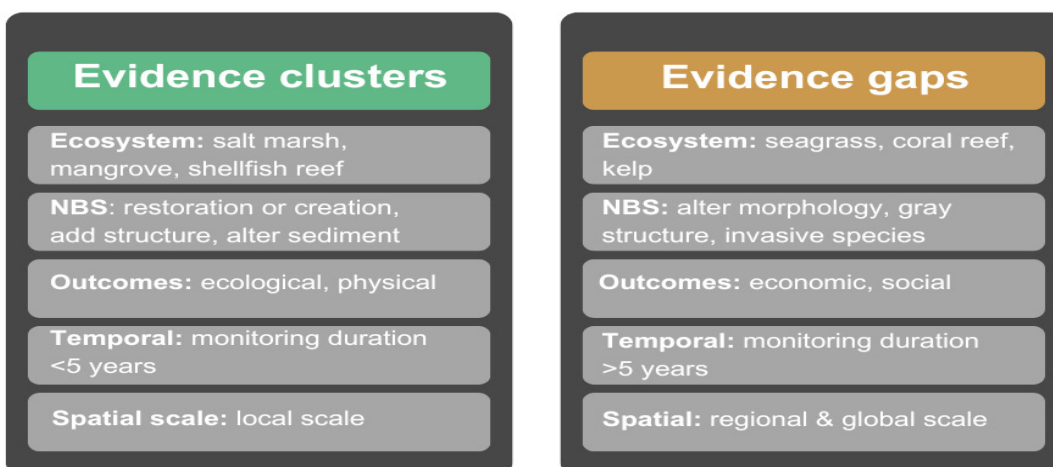 Evidence clusters
Ecosystem: salt marsh,
mangrove, shellfish reef
NBS: restoration or creation,
add structure, alter sediment
Outcomes: ecological, physical
Temporal: monitoring duration
<5 years
Spatial scale: local scale
Evidence gaps
Ecosystem: seagrass, coral reef,
kelp
NBS: alter morphology, gray
structure, invasive species
Outcomes: economic, social
Temporal: monitoring duration
>5 years
Spatial: regional & global scale